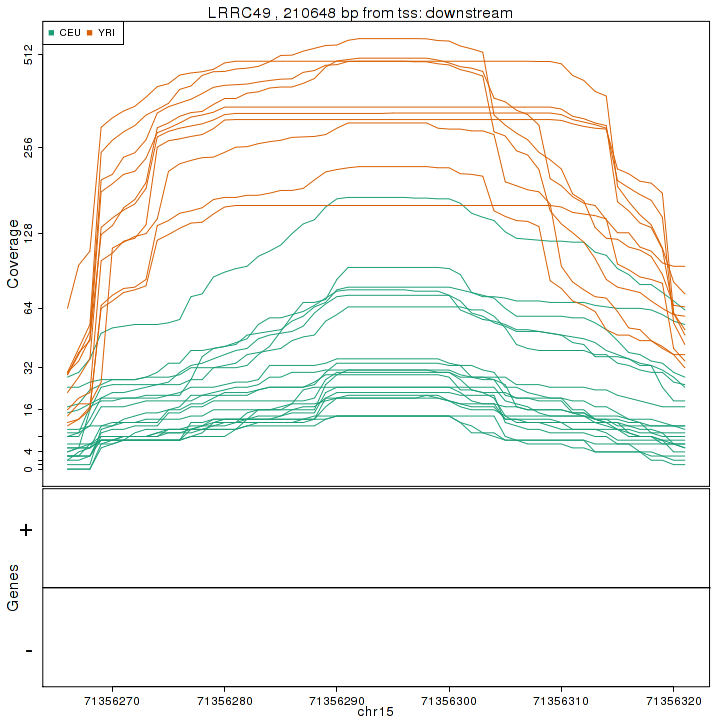 LRRC49 , 210648 bp from tss: downstream
CEU YRI
512
256
128
64
32
16
4
0
Coverage
+
-
Genes
71356270 71356280 71356290 71356300 71356310 71356320
chr15